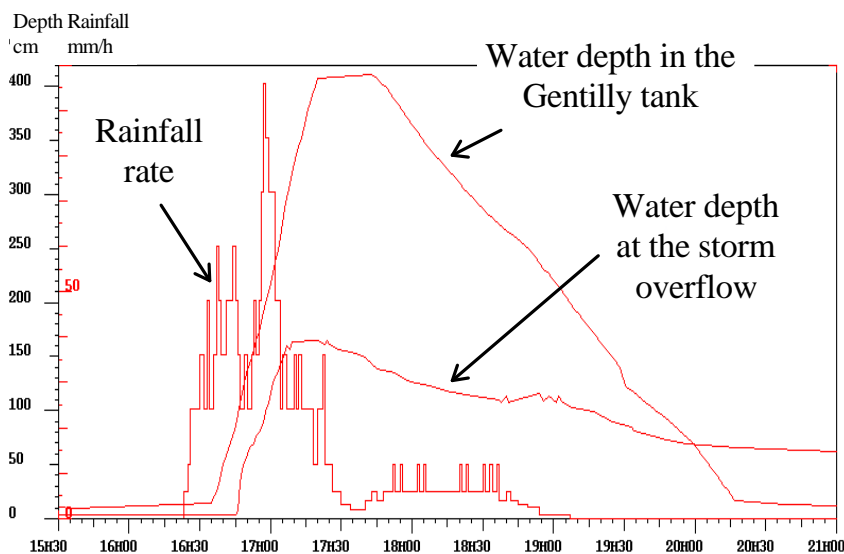 Depth Rainfall
cm mm/h
Water depth in the
Gentilly tank
Rainfall
rate
Water depth
at the storm
overflow
400
350
300
250
200
150
100
50
0
50
0
15H30 16H00 16H30 17H00 17H30 18H00 18H30 19H00 19H30 20H00 20H30 21H00